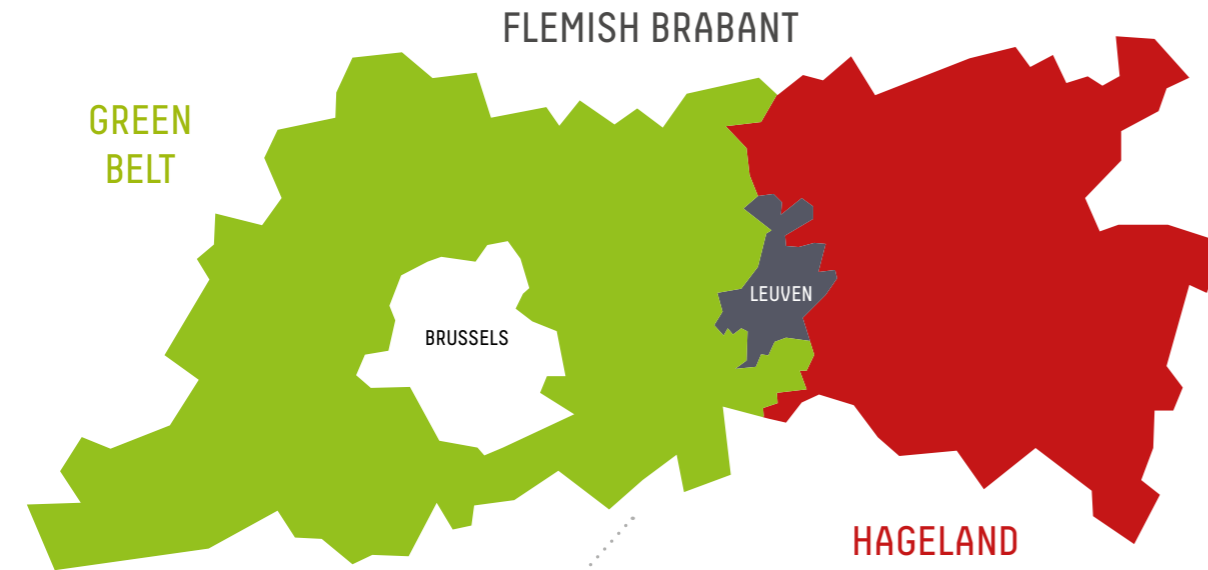 FLEMISH BRABANT
GREEN
BELT
LEUVEN
BRUSSELS
HAGELAND